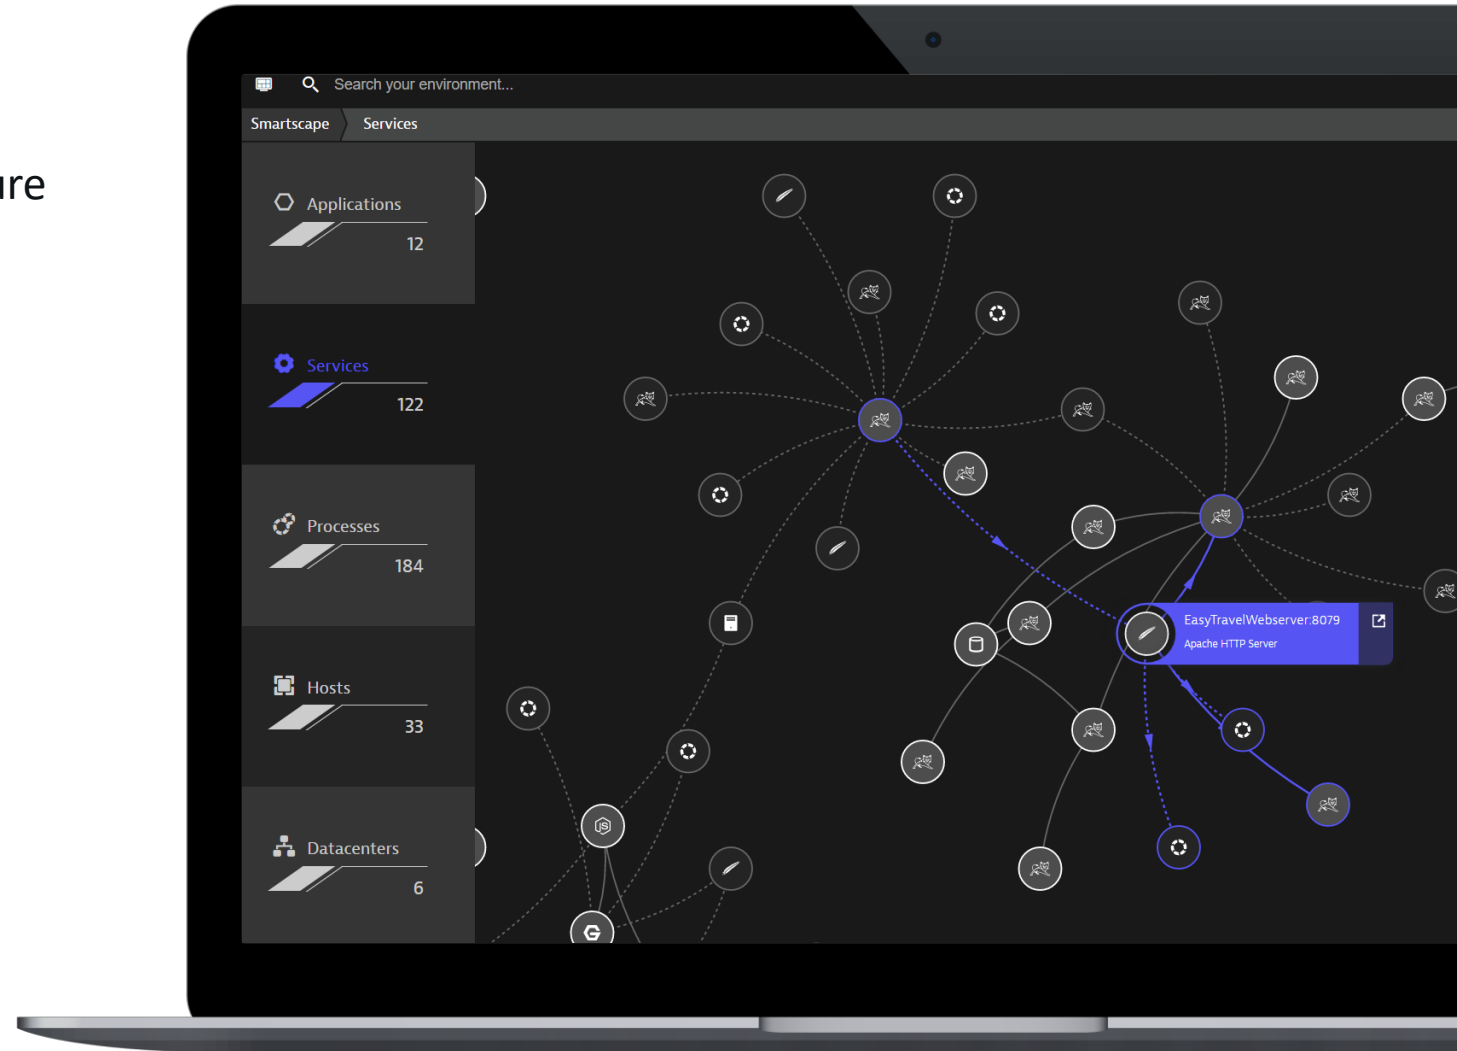 ure
Search your environment...
Smartscape
Services
Applications
12
Services
122
Processes
184
Hosts
33
Datacenters
6
EasyTravelWebserver:8079
Apache HTTP Server
JS
G